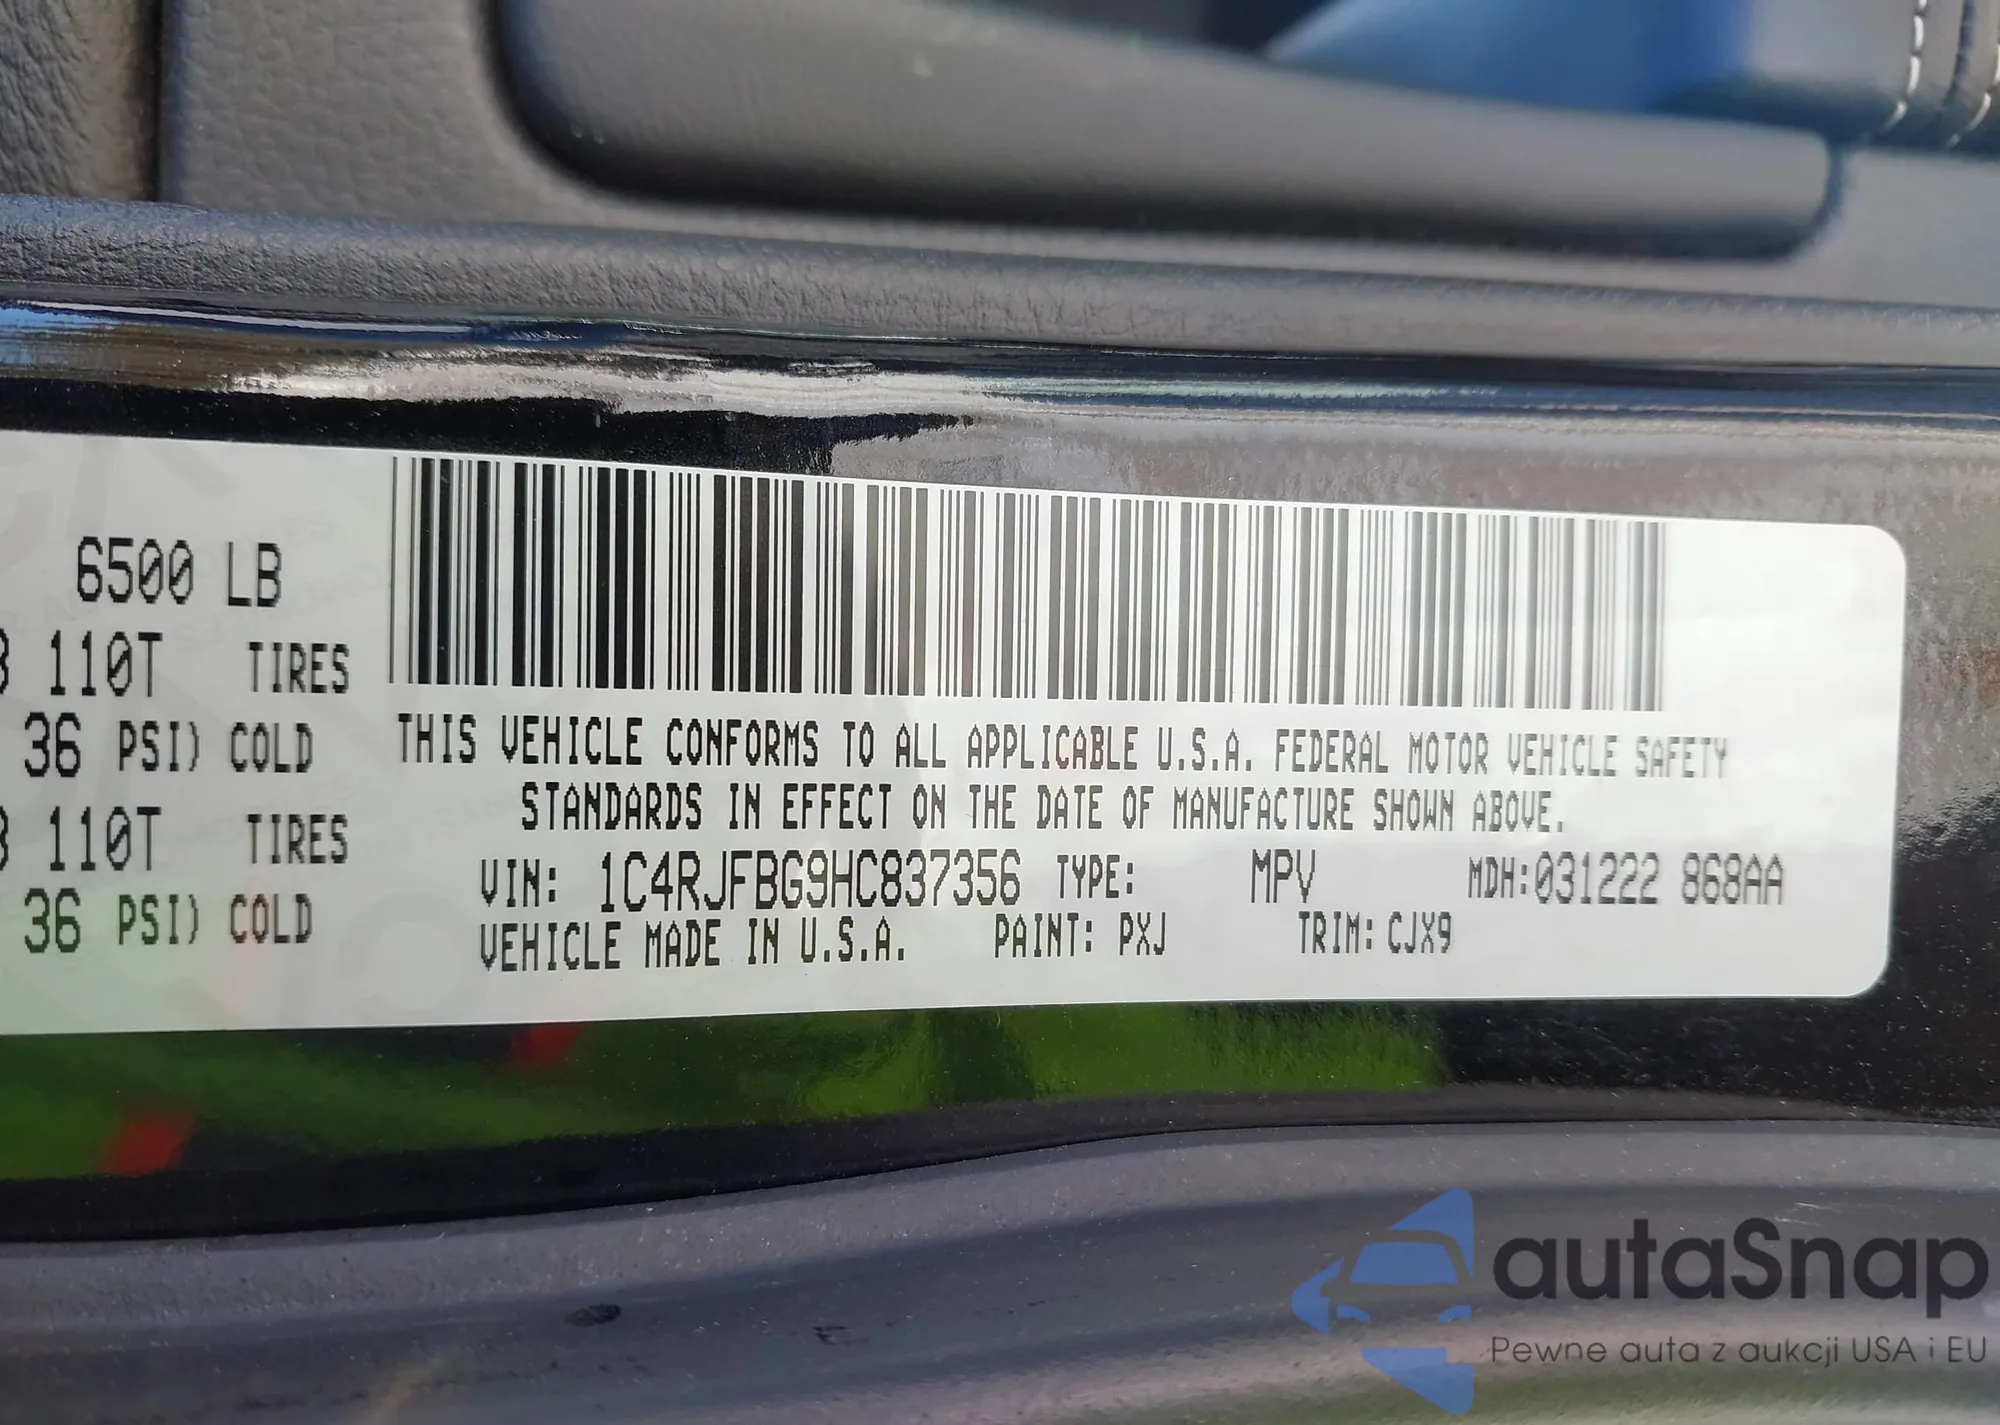 6500 LB
110T TIRES
36 PSI) COLD
110T TIRES
36 PSI) COLD
THIS VEHICLE CONFORMS TO ALL APPLICABLE U.S.A. FEDERAL MOTOR VEHICLE SAFETY
STANDARDS IN EFFECT ON THE DATE OF MANUFACTURE SHOWN ABOVE.
VIN: 1C4RJFBG9HC837356 TYPE: MPV MDH:031222 868AA
VEHICLE MADE IN U.S.A. PAINT: PXJ TRIM: CJX9
autaSnap
Pewne auta z aukcji USA i EU